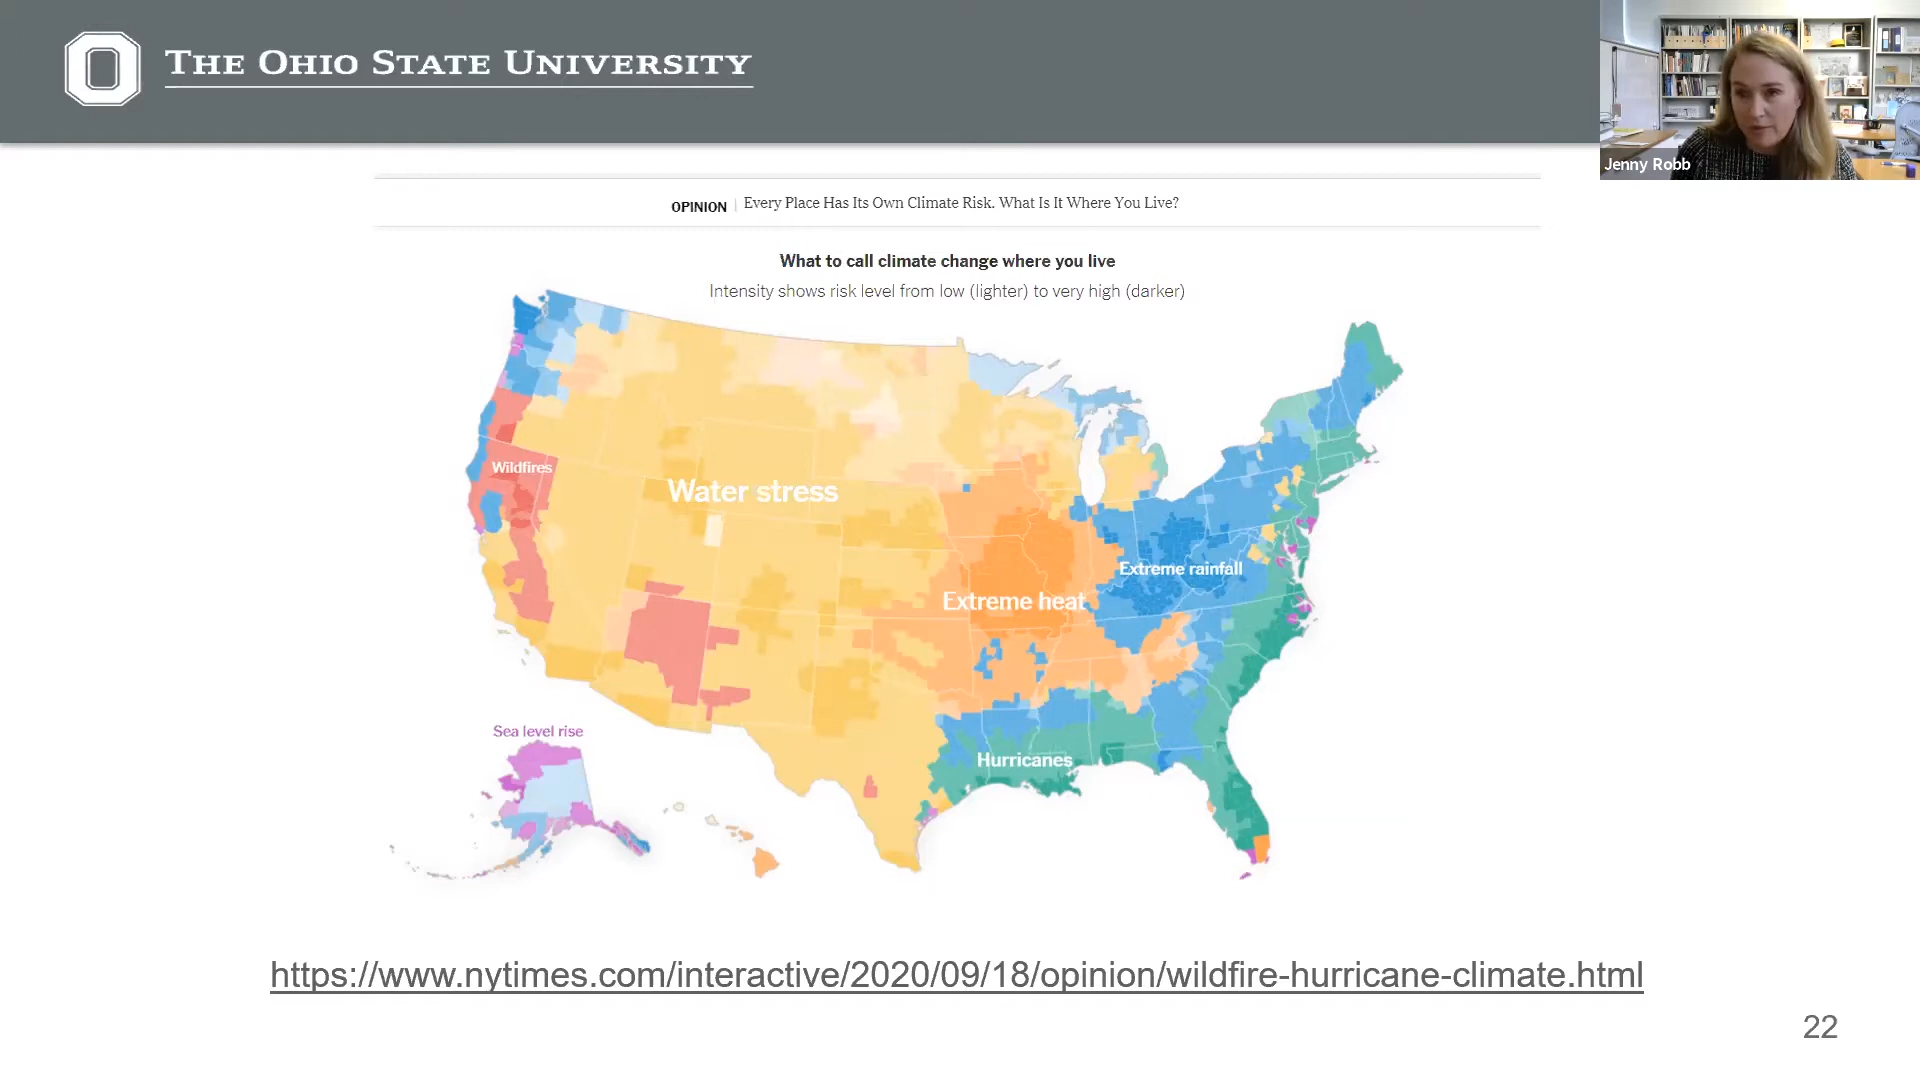 THE OHIO STATE UNIVERSITY
Jenny Robb
OPINION | Every Place Has Its Own Climate Risk. What Is It Where You Live?
What to call climate change where you live
Intensity shows risk level from low (lighter) to very high (darker)
Wildfires
Water stress
Extreme rainfall
Extreme heat
Sea level rise
Hurricanes
https://www.nytimes.com/interactive/2020/09/18/opinion/wildfire-hurricane-climate.html
22